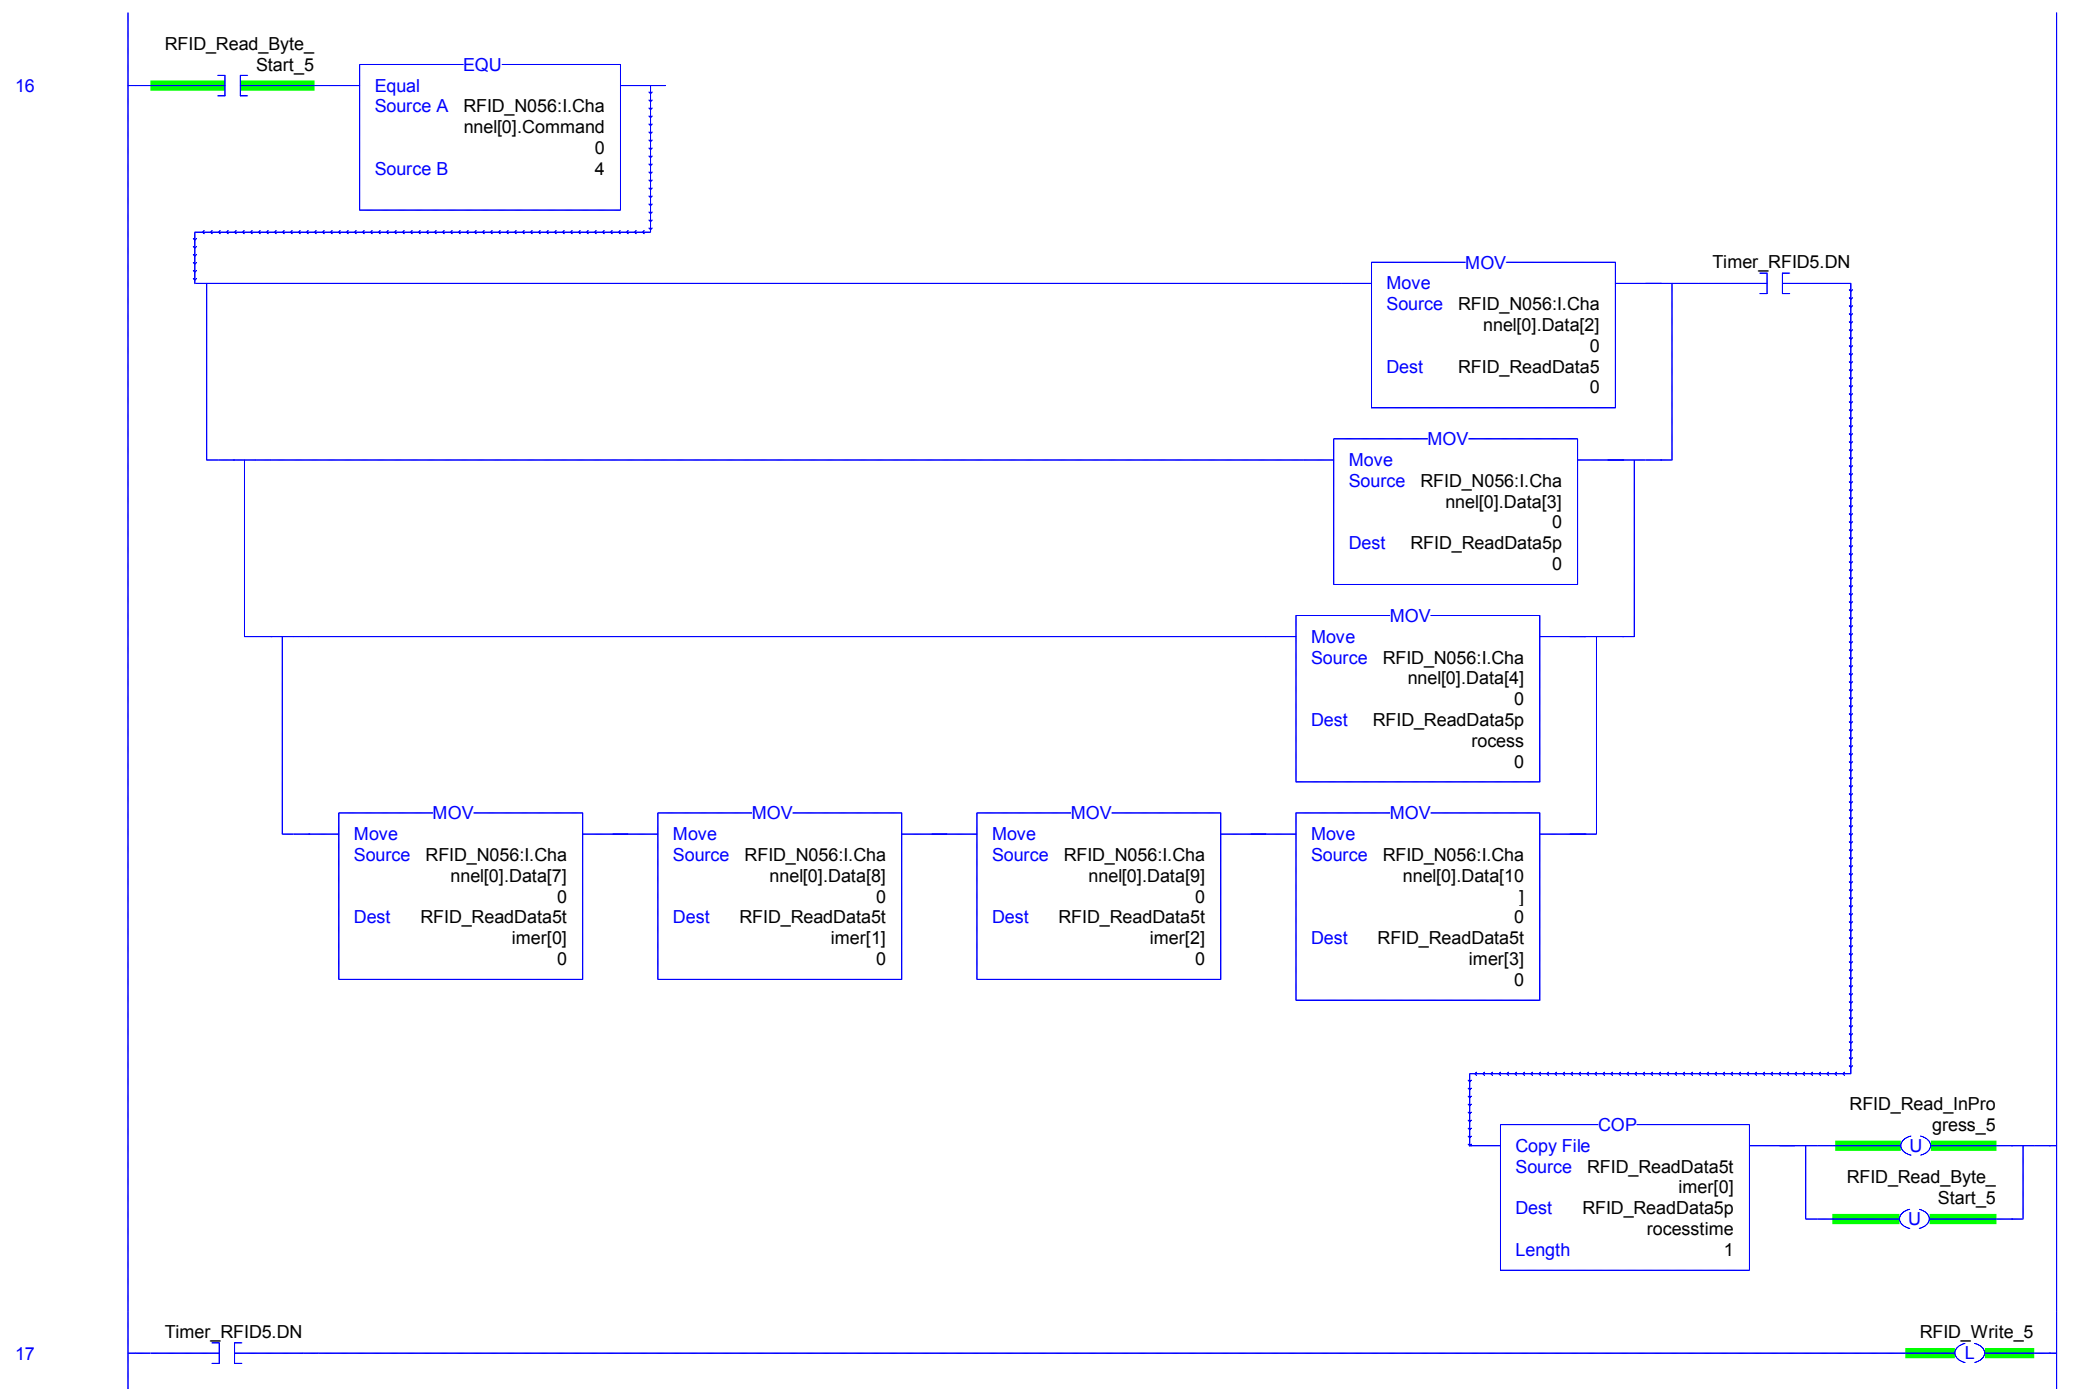 RFID_Read_Byte_
Start_5
16
EQU
Equal
Source A RFID_N056:I.Cha
nnel[0].Command
0
Source B 4
MOV
Move
Source RFID_N056:I.Cha
nnel[0].Data[2]
0
Dest RFID_ReadData5
0
Timer_RFID5.DN
MOV
Move
Source RFID_N056:I.Cha
nnel[0].Data[3]
0
Dest RFID_ReadData5p
0
MOV
Move
Source RFID_N056:I.Cha
nnel[0].Data[4]
0
Dest RFID_ReadData5p
rocess
0
MOV
Move
Source RFID_N056:I.Cha
nnel[0].Data[7]
0
Dest RFID_ReadData5t
imer[0]
0
MOV
Move
Source RFID_N056:I.Cha
nnel[0].Data[8]
0
Dest RFID_ReadData5t
imer[1]
0
MOV
Move
Source RFID_N056:I.Cha
nnel[0].Data[9]
0
Dest RFID_ReadData5t
imer[2]
0
MOV
Move
Source RFID_N056:I.Cha
nnel[0].Data[10
]
0
Dest RFID_ReadData5t
imer[3]
0
COP
Copy File
Source RFID_ReadData5t
imer[0]
Dest RFID_ReadData5p
rocesstime
Length 1
RFID_Read_InPro
gress_5
U
RFID_Read_Byte_
Start_5
U
17
Timer_RFID5.DN
RFID_Write_5
L